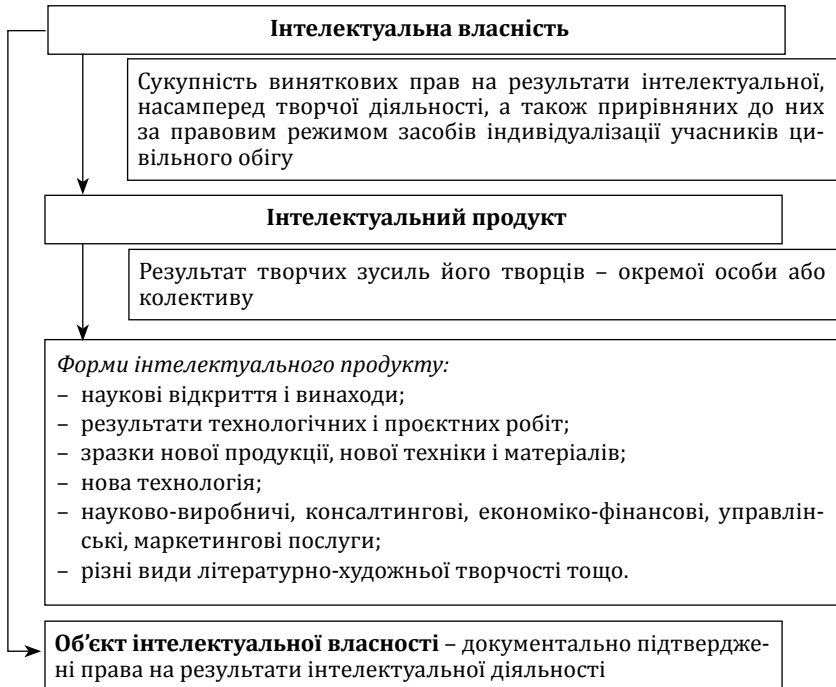 Інтелектуальна власність
Сукупність виняткових прав на результати інтелектуальної,
насамперед творчої діяльності, а також прирівняних до них
за правовим режимом засобів індивідуалізації учасників ци-
вільного обігу
Інтелектуальний продукт
Результат творчих зусиль його творців – окремої особи або
колективу
Форми інтелектуального продукту:
– наукові відкриття і винаходи;
– результати технологічних і проєктних робіт;
– зразки нової продукції, нової техніки і матеріалів;
– нова технологія;
– науково-виробничі, консалтингові, економіко-фінансові, управлін-
ські, маркетингові послуги;
– різні види літературно-художньої творчості тощо.
Об’єкт інтелектуальної власності – документально підтвердже-
ні права на результати інтелектуальної діяльності